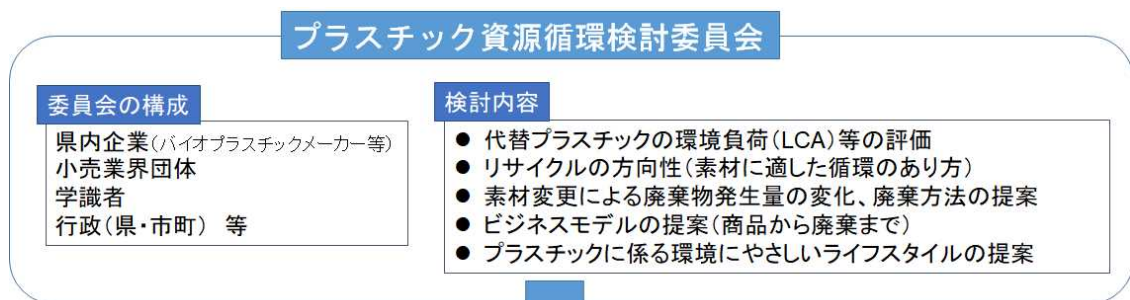 プラスチック資源循環検討委員会
委員会の構成
県内企業(バイオプラスチックメーカー等)
小売業界団体
学識者
行政(県・市町) 等
検討内容
● 代替プラスチックの環境負荷(LCA)等の評価
● リサイクルの方向性(素材に適した循環のあり方)
● 素材変更による廃棄物発生量の変化、廃棄方法の提案
● ビジネスモデルの提案(商品から廃棄まで)
● プラスチックに係る環境にやさしいライフスタイルの提案